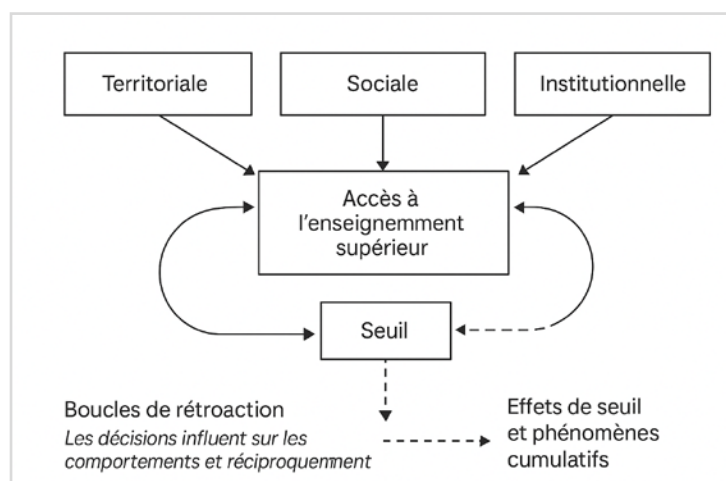 Territoriale
Sociale
Institutionnelle
Accès à
l'enseignemment
supérieur
Seuil
Boucles de rétroaction
Les décisions influent sur les
comportements et réciproquemment
Effets de seuil
et phénomènes
cumulatifs